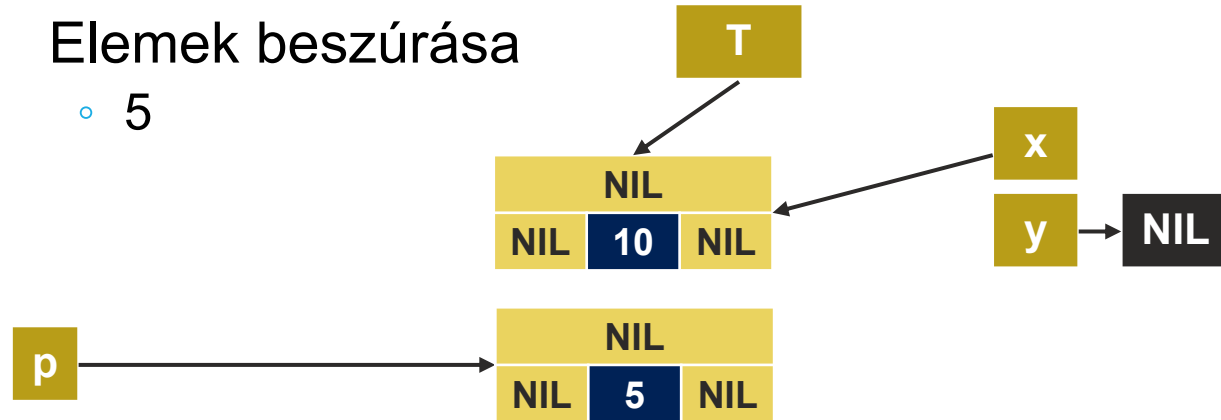 Elemek beszúrása
◦ 5
T
x
y NIL
NIL
NIL 10 NIL
p
NIL
NIL 5 NIL